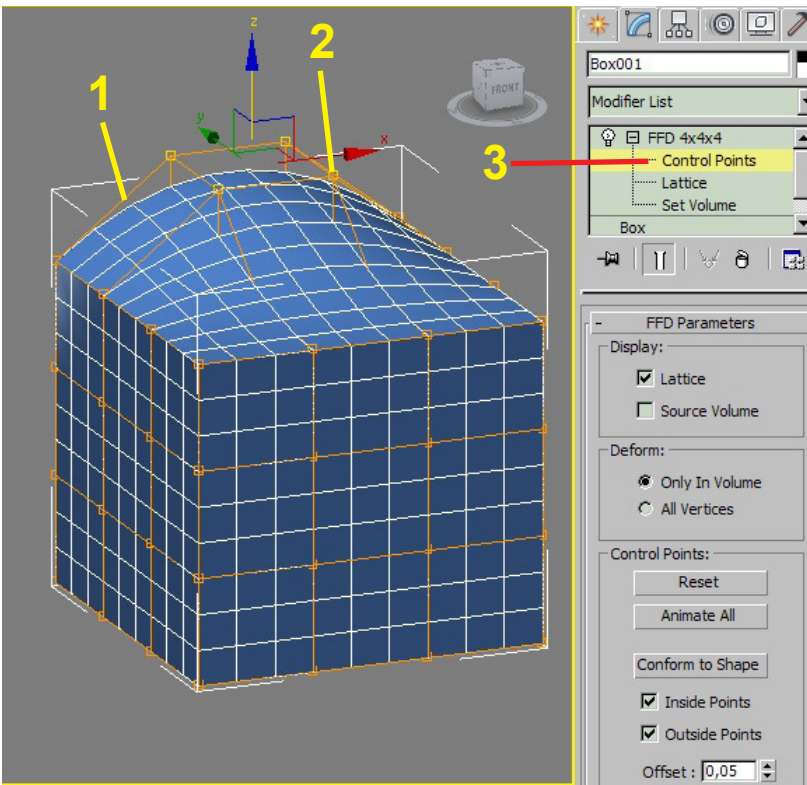 1
2
3
z
y
x
FRONT
Box001
Modifier List
FFD 4x4x4
Control Points
Lattice
Set Volume
Box
- FFD Parameters
Display:
Lattice
Source Volume
Deform:
Only In Volume
All Vertices
Control Points:
Reset
Animate All
Conform to Shape
Inside Points
Outside Points
Offset : 0,05